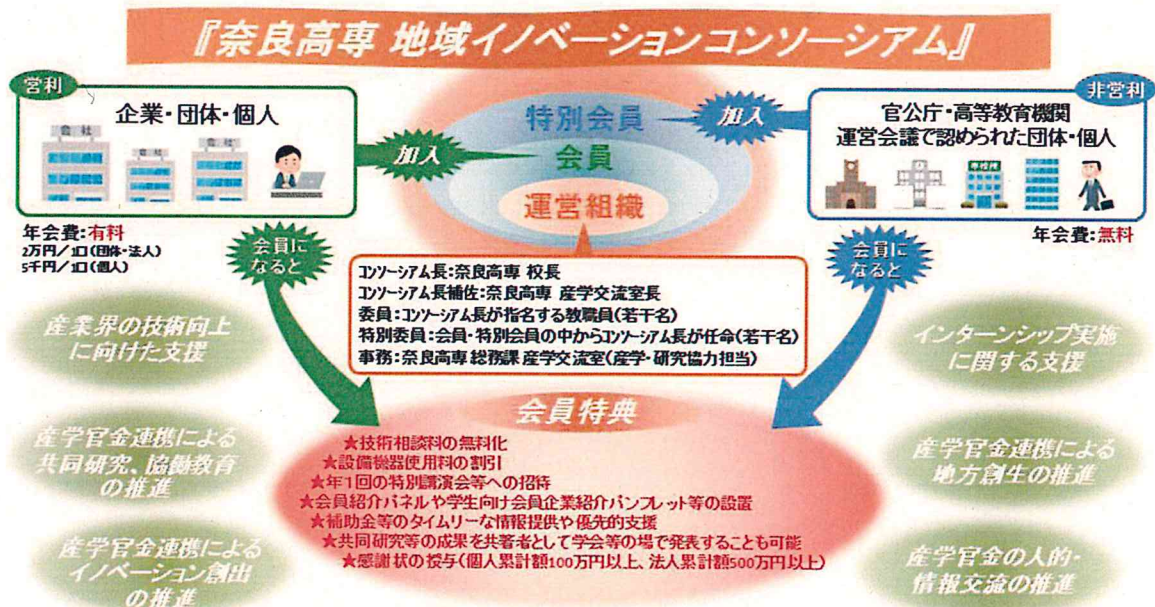 『奈良高専 地域イノベーションコンソーシアム』
営利
企業・団体・個人
会社
会社
会社
年会費:有料
2万円/1口(団体・法人)
5千円/1口(個人)
加入
特別会員
会員
運営組織
加入
非営利
官公庁・高等教育機関
運営会議で認められた団体・個人
年会費:無料
会員に
なると
会員に
なると
コンソーシアム長:奈良高専 校長
コンソーシアム長補佐:奈良高専 産学交流室長
委員:コンソーシアム長が指名する教職員(若干名)
特別委員:会員・特別会員の中からコンソーシアム長が任命(若干名)
事務:奈良高専 総務課 産学交流室(産学・研究協力担当)
産業界の技術向上
に向けた支援
産学官金連携による
共同研究、協働教育
の推進
産学官金連携による
イノベーション創出
の推進
会員特典
★技術相談料の無料化
★設備機器使用料の割引
★年1回の特別講演会等への招待
★会員紹介パネルや学生向け会員企業紹介パンフレット等の設置
★補助金等のタイムリーな情報提供や優先的支援
★共同研究等の成果を共著者として学会等の場で発表することも可能
★感謝状の授与(個人累計額100万円以上、法人累計額500万円以上)
インターンシップ実施
に関する支援
産学官金連携による
地方創生の推進
産学官金の人的・
情報交流の推進